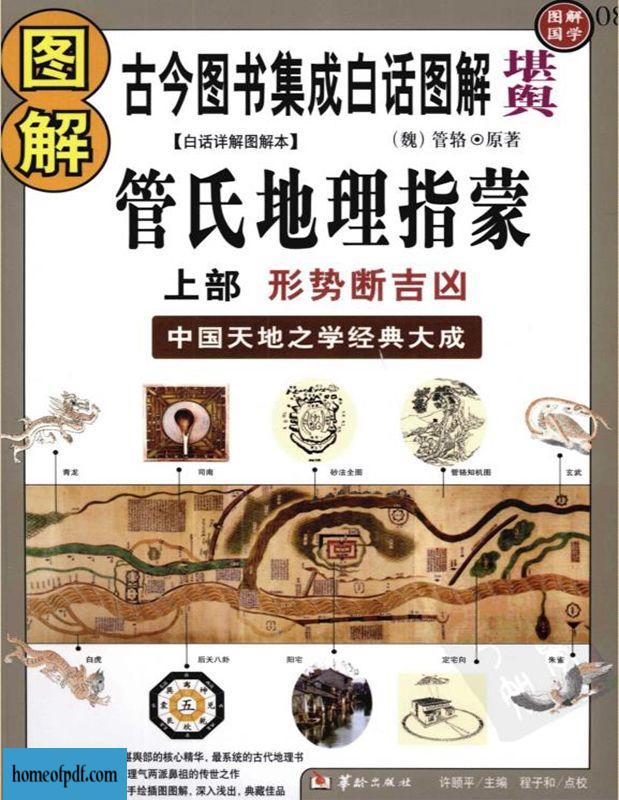 图解
国学
08
图
解
古今图书集成白话图解
堪舆
【白话详解图解本】
（魏）管辂⊙原著
管氏地理指蒙
上部 形势断吉凶
中国天地之学经典大成
青龙
司南
砂法全图
管辂知机图
玄武
白虎
后天八卦
阳宅
定宅向
朱雀
五
堪舆部的核心精华，最系统的古代地理书
理气两派鼻祖的传世之作
手绘插图图解，深入浅出，典藏佳品
homeofpdf.com
华龄出版社
许颐平/主编 程子和/点校